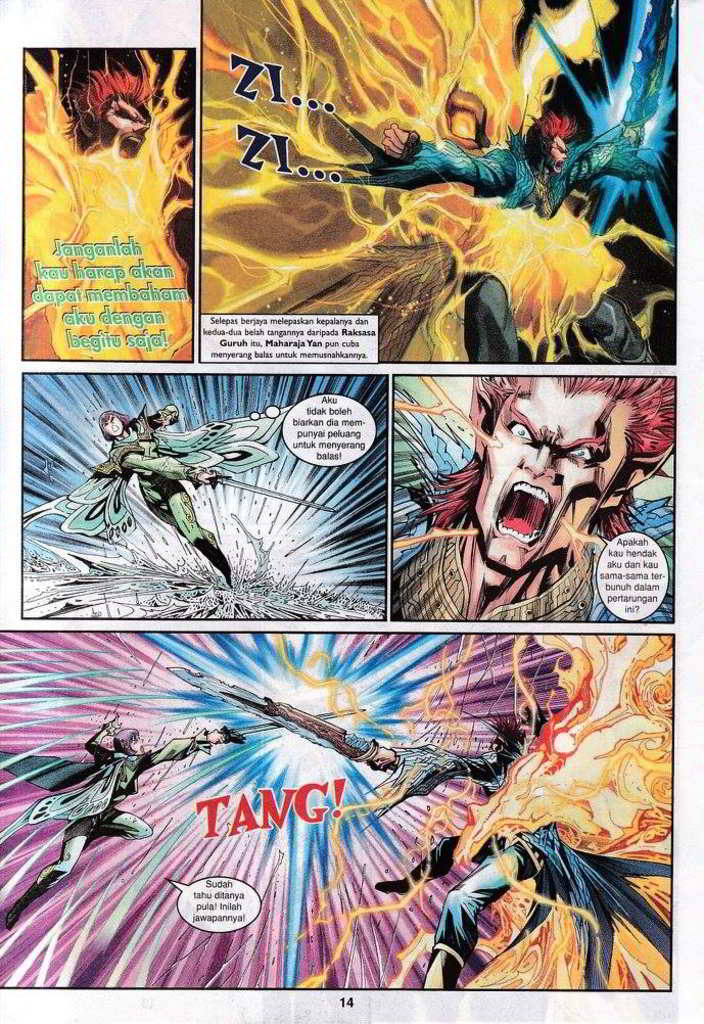 Janganlah
kau harap akan
dapat membaham
aku dengan
begitu saja!
ZI...
ZI...
Selepas berjaya melepaskan kepalanya dan
kedua-dua belah tangannya daripada Raksasa
Guruh itu, Maharaja Yan pun cuba
menyerang balas untuk memusnahkannya.
Aku
tidak boleh
biarkan dia mem-
punyai peluang
untuk menyerang
balas!
Apakah
kau hendak
aku dan kau
sama-sama ter-
bunuh dalam
pertarungan
ini?
TANG!
Sudah
tahu ditanya
pula! Inilah
jawapannya!
14